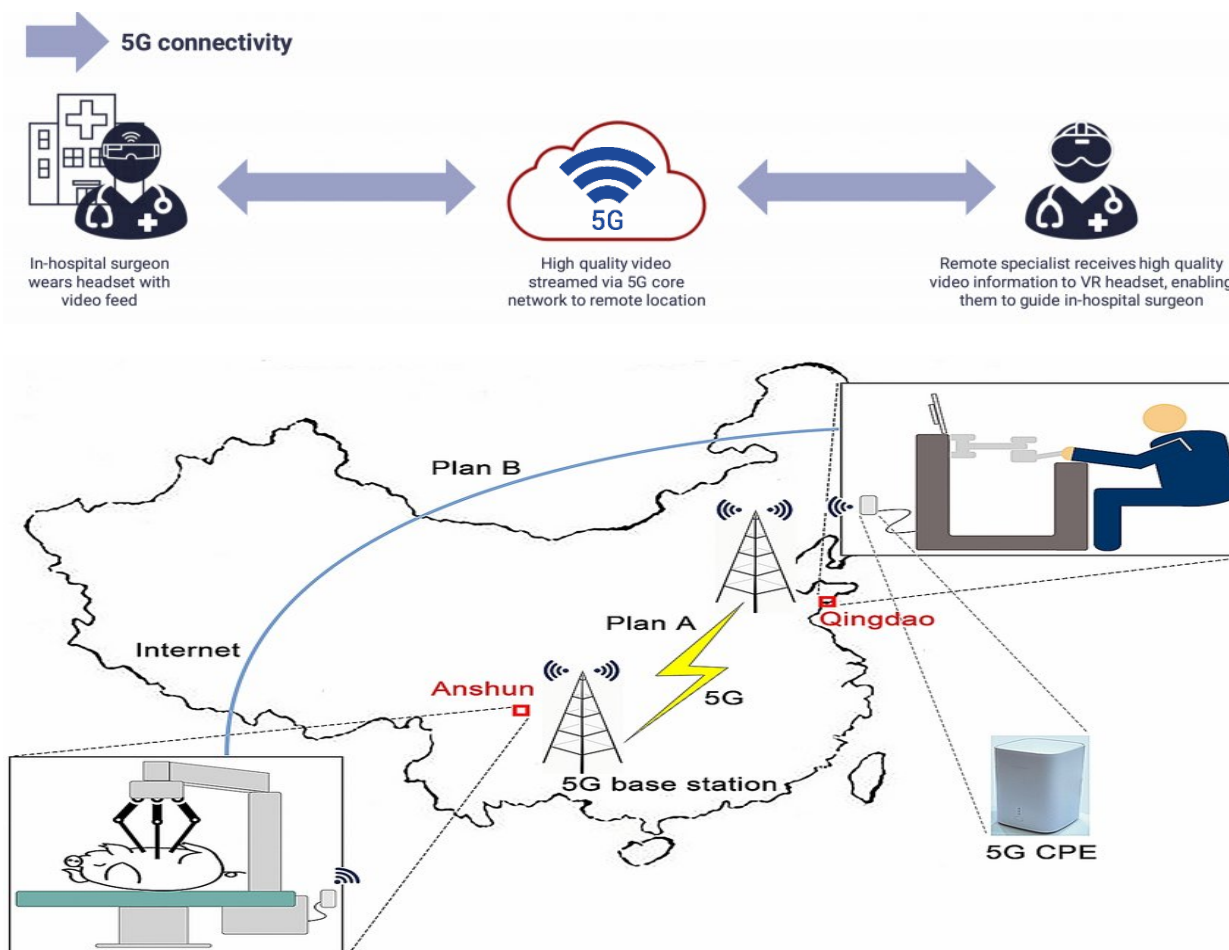 5G connectivity
5G
In-hospital surgeon
wears headset with
video feed
High quality video
streamed via 5G core
network to remote location
Remote specialist receives high quality
video information to VR headset, enabling
them to guide in-hospital surgeon
Plan B
Internet
Plan A
5G
Qingdao
Anshun
5G base station
5G CPE